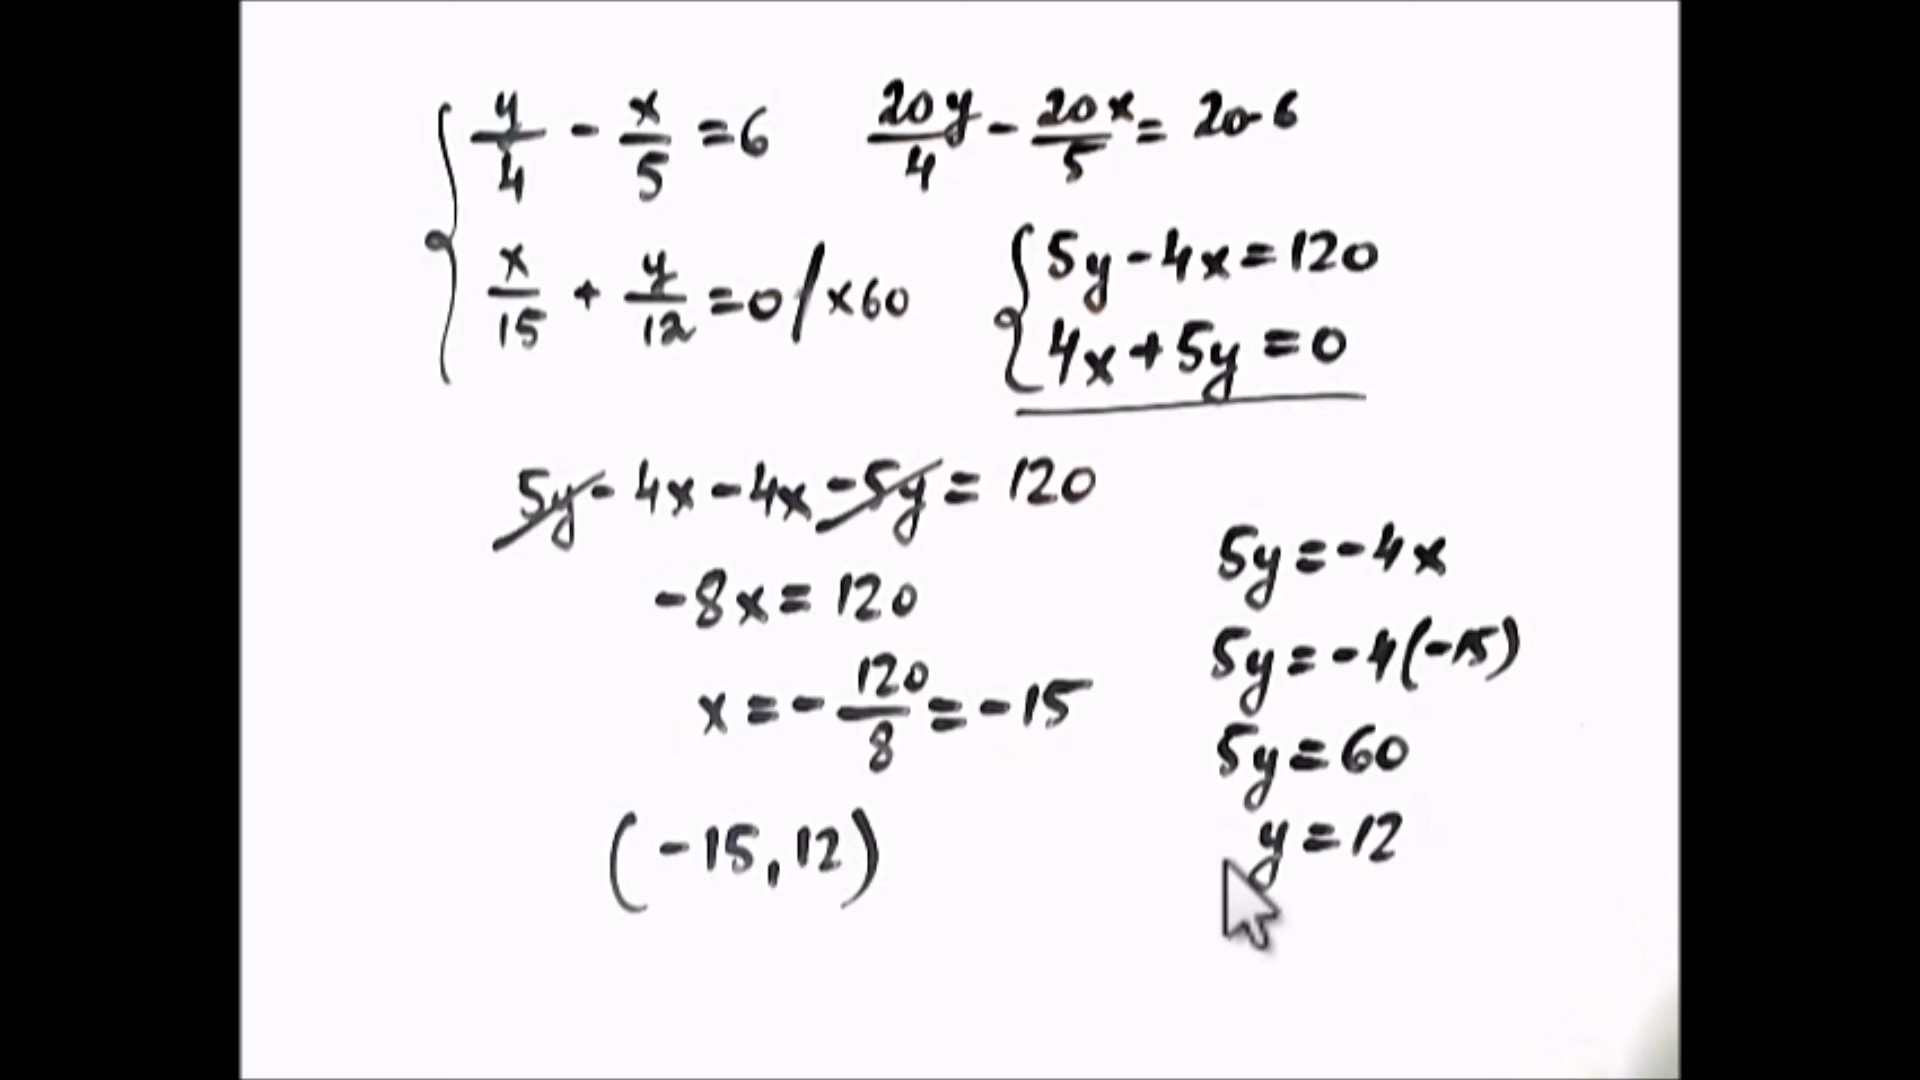 y/4 - x/5 = 6
20y/4 - 20x/5 = 20·6
x/15 + y/12 = 0 / x60
5y - 4x = 120
4x + 5y = 0
5y - 4x - 4x - 5y = 120
-8x = 120
x = - 120/8 = -15
(-15, 12)
5y = -4x
5y = -4(-15)
5y = 60
y = 12